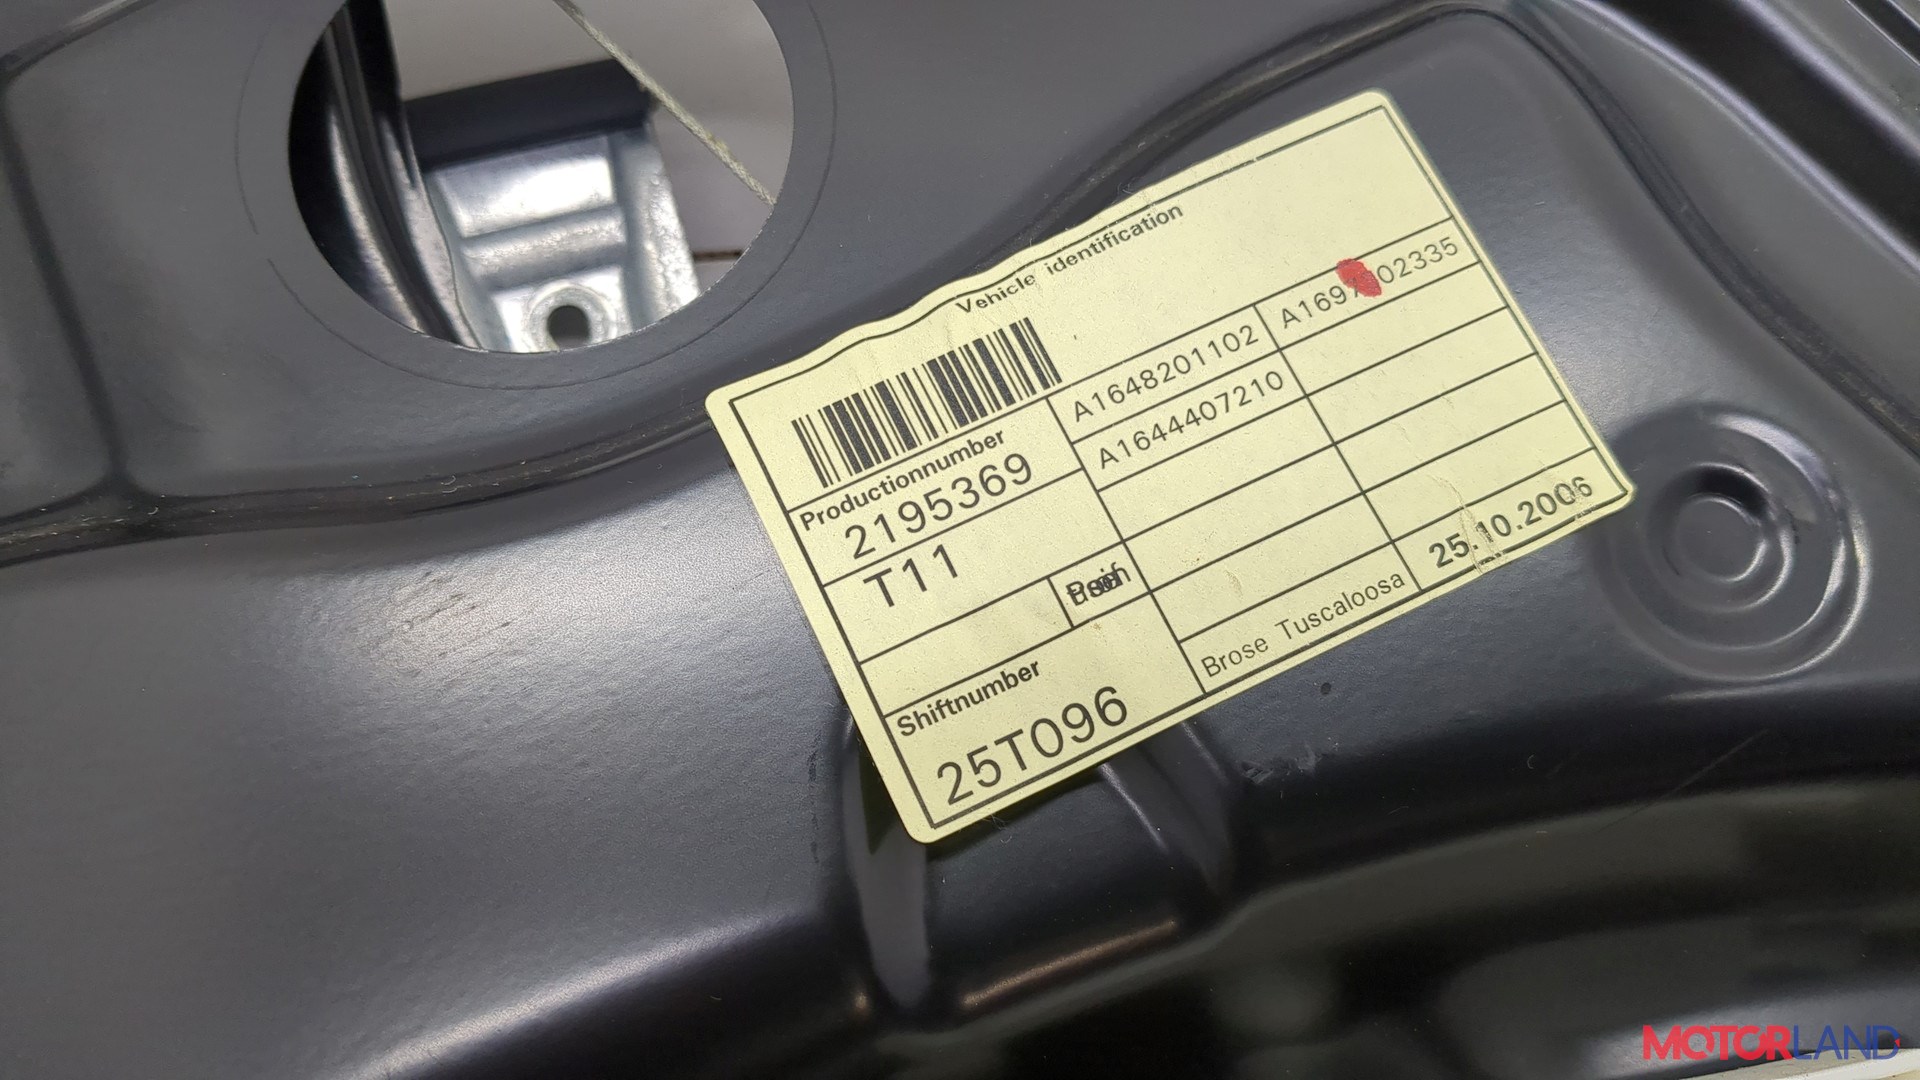 Vehicle identification
Productionnumber
2195369
T11
Shiftnumber
25T096
A1648201102
A1644407210
Brose Tuscaloosa
25.10.2006
MOTORLAND